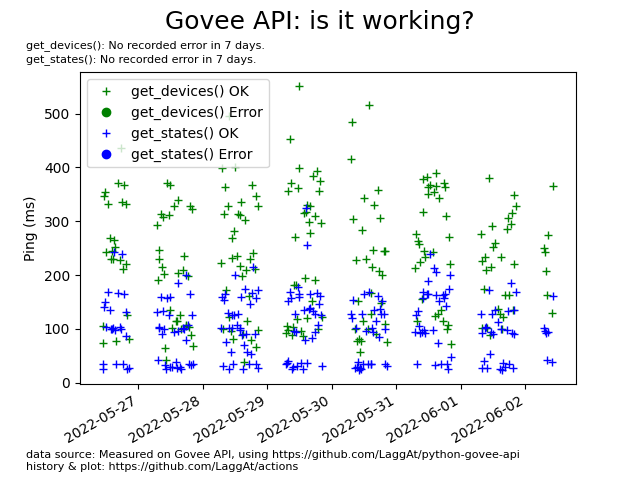 Govee API: is it working?
get_devices(): No recorded error in 7 days.
get_states(): No recorded error in 7 days.
get_devices() OK
get_devices() Error
get_states() OK
get_states() Error
Ping (ms)
500
400
300
200
100
0
2022-05-27
2022-05-28
2022-05-29
2022-05-30
2022-05-31
2022-06-01
2022-06-02
data source: Measured on Govee API, using https://github.com/LaggAt/python-govee-api
history & plot: https://github.com/LaggAt/actions